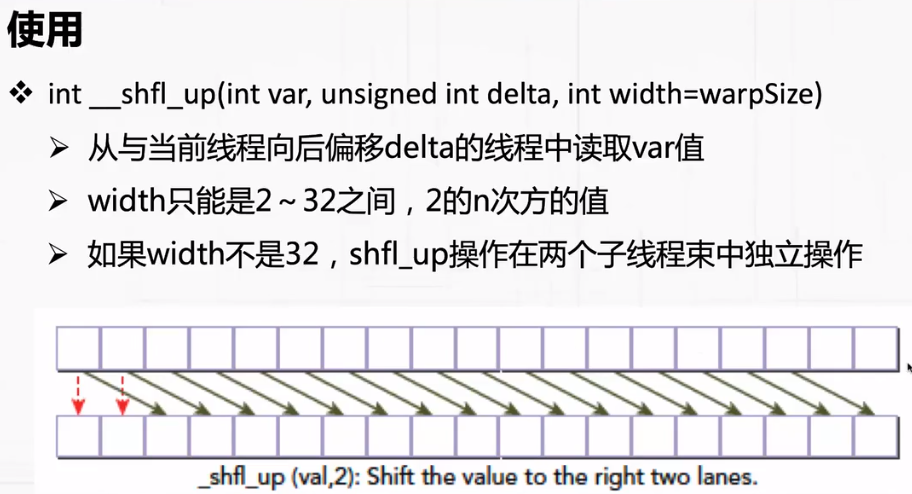 使用
❖ int __shfl_up(int var, unsigned int delta, int width=warpSize)
➢ 从与当前线程向后偏移delta的线程中读取var值
➢ width只能是2~32之间，2的n次方的值
➢ 如果width不是32，shfl_up操作在两个子线程束中独立操作
_shfl_up (val,2): Shift the value to the right two lanes.